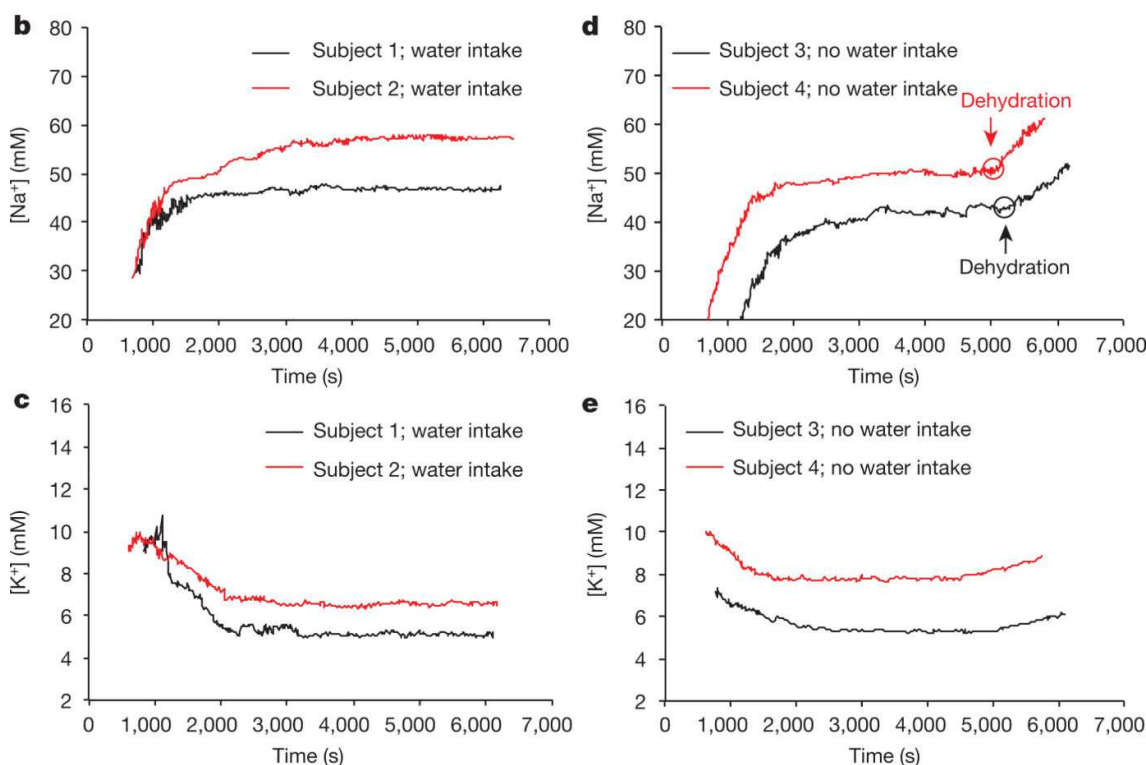 b
80
70
60
50
40
30
20
[Na⁺] (mM)
Subject 1; water intake
Subject 2; water intake
0 1,000 2,000 3,000 4,000 5,000 6,000 7,000
Time (s)
d
80
70
60
50
40
30
20
[Na⁺] (mM)
Subject 3; no water intake
Subject 4; no water intake
Dehydration
Dehydration
0 1,000 2,000 3,000 4,000 5,000 6,000 7,000
Time (s)
c
16
14
12
10
8
6
4
2
[K⁺] (mM)
Subject 1; water intake
Subject 2; water intake
0 1,000 2,000 3,000 4,000 5,000 6,000 7,000
Time (s)
e
16
14
12
10
8
6
4
2
[K⁺] (mM)
Subject 3; no water intake
Subject 4; no water intake
0 1,000 2,000 3,000 4,000 5,000 6,000 7,000
Time (s)